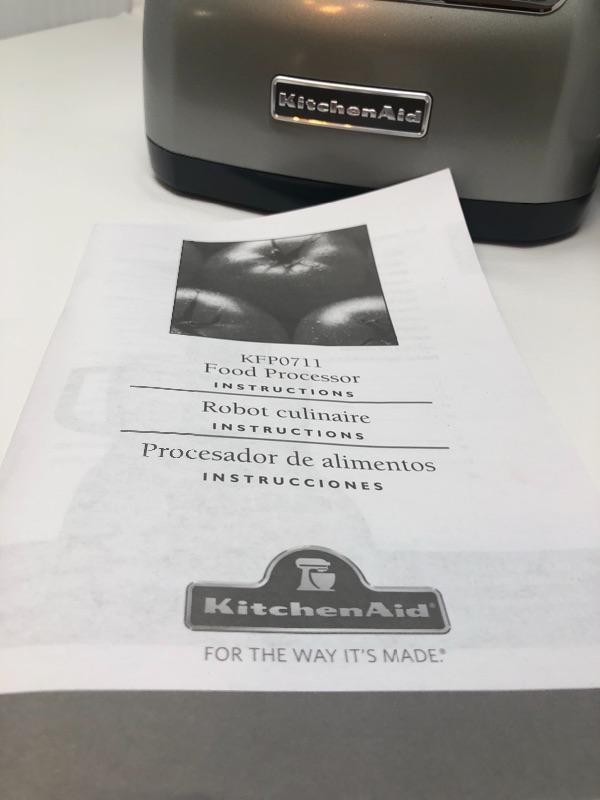 KitchenAid
KFP0711
Food Processor
INSTRUCTIONS
Robot culinaire
INSTRUCTIONS
Procesador de alimentos
INSTRUCCIONES
KitchenAid®
FOR THE WAY IT'S MADE.®